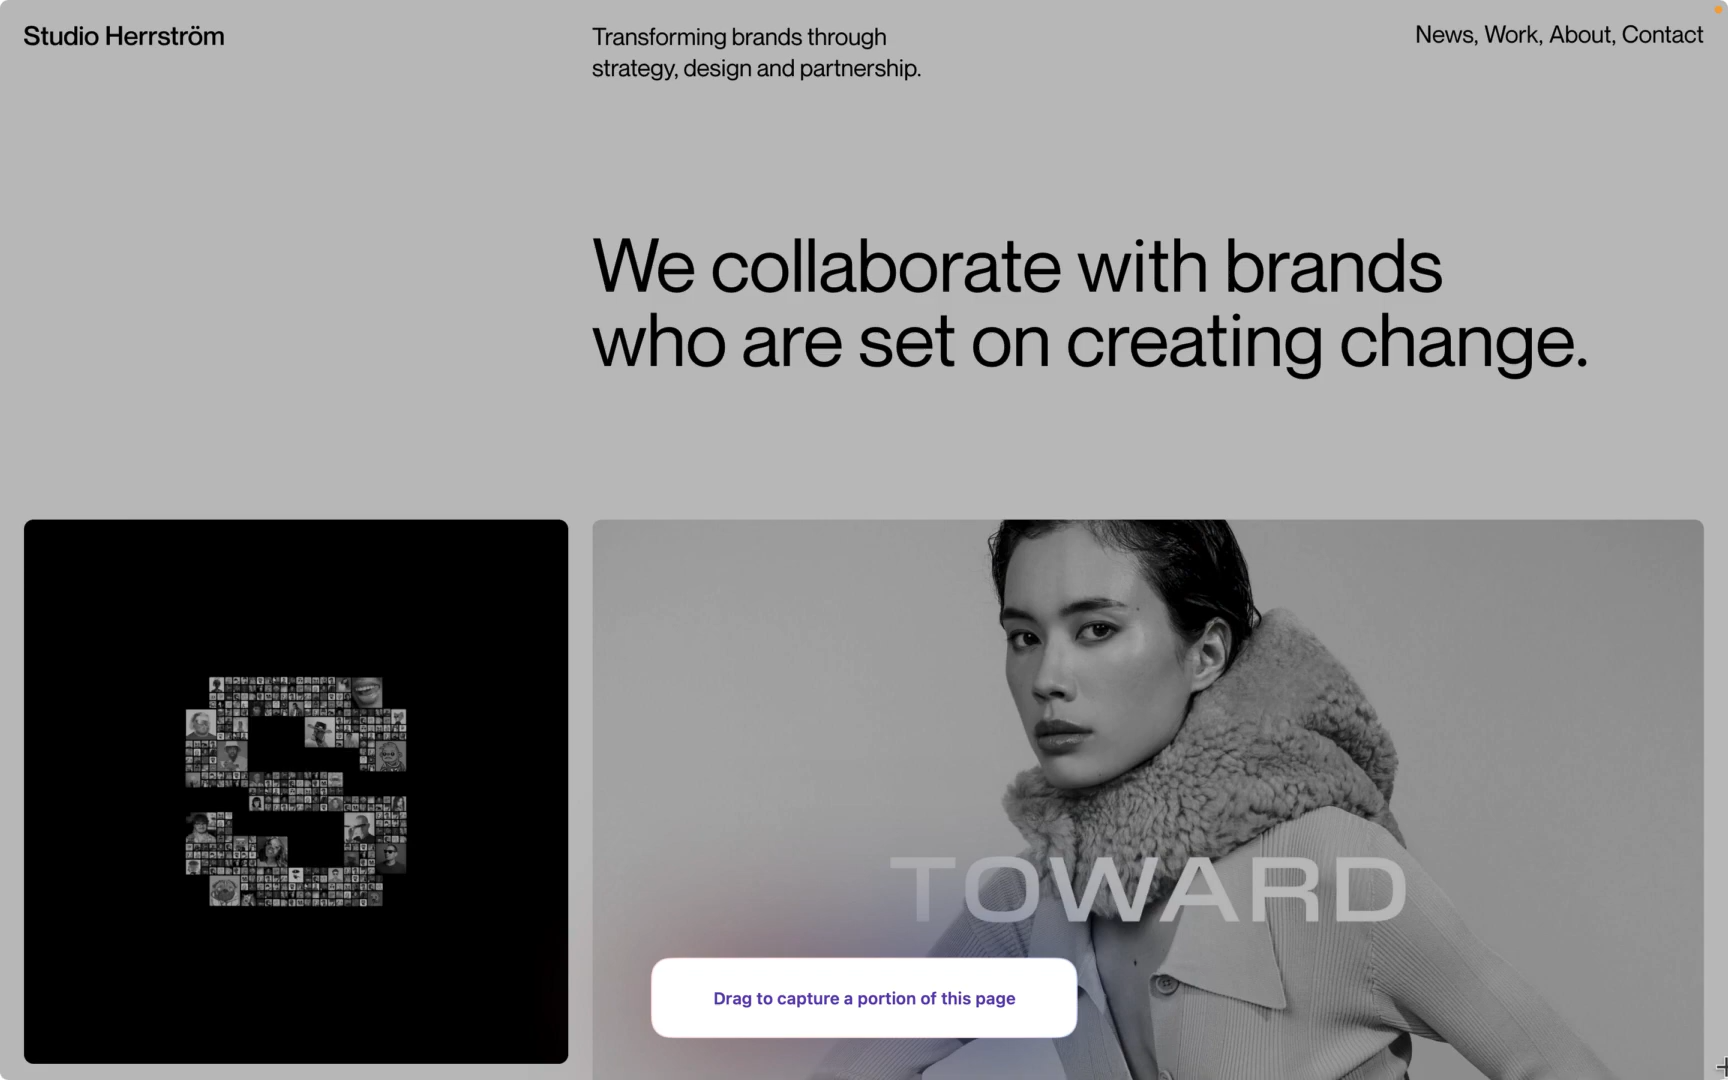 Studio Herrström
Transforming brands through
strategy, design and partnership.
News, Work, About, Contact
We collaborate with brands
who are set on creating change.
TOWARD
Drag to capture a portion of this page